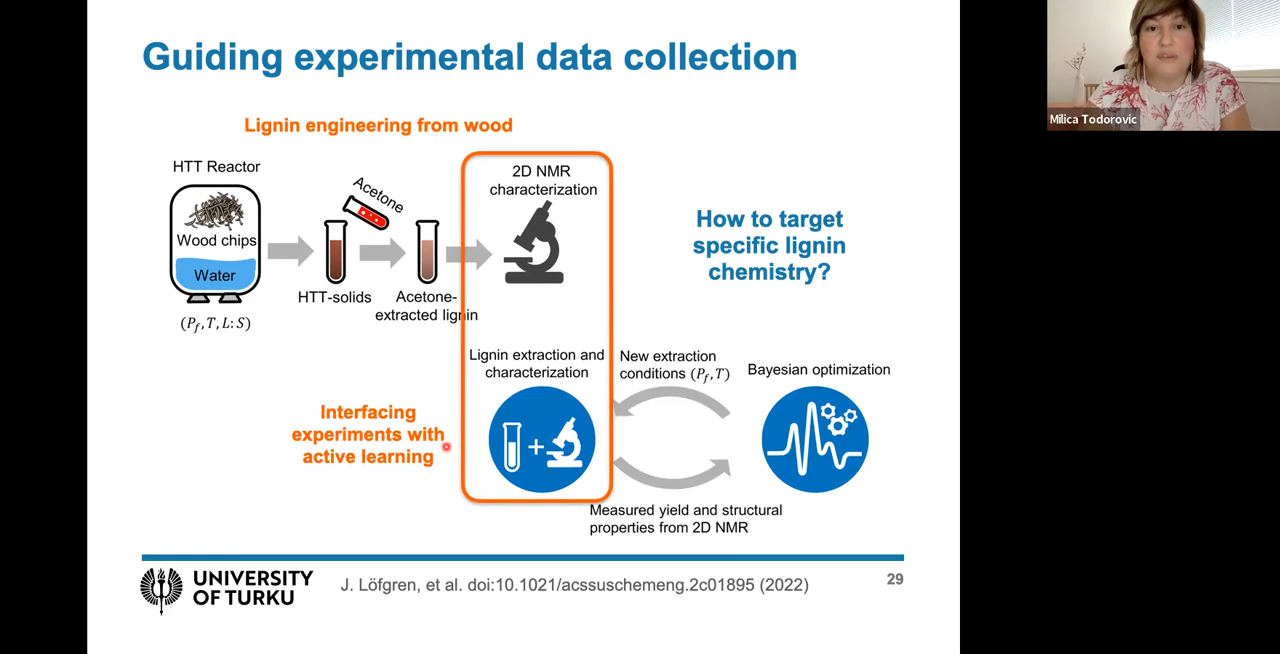 Guiding experimental data collection
Milica Todorovic
Lignin engineering from wood
HTT Reactor
Wood chips
Water
(P_f, T, L: S)
HTT-solids
Acetone
Acetone-
extracted lignin
2D NMR
characterization
How to target
specific lignin
chemistry?
Interfacing
experiments with
active learning
Lignin extraction and
characterization
+
New extraction
conditions (P_f, T)
Bayesian optimization
Measured yield and structural
properties from 2D NMR
UNIVERSITY
OF TURKU
J. Löfgren, et al. doi:10.1021/acssuschemeng.2c01895 (2022)
29